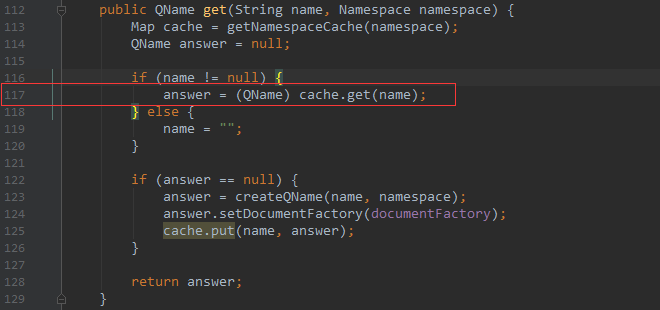 112 public QName get(String name, Namespace namespace) {
113 Map cache = getNamespaceCache(namespace);
114 QName answer = null;
115
116 if (name != null) {
117 answer = (QName) cache.get(name);
118 } else {
119 name = "";
120 }
121
122 if (answer == null) {
123 answer = createQName(name, namespace);
124 answer.setDocumentFactory(documentFactory);
125 cache.put(name, answer);
126 }
127
128 return answer;
129 }